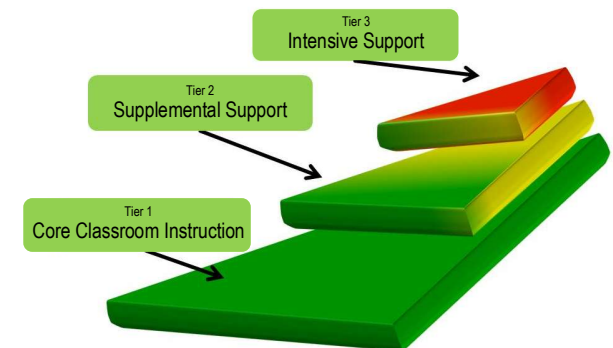 Tier 3
Intensive Support
Tier 2
Supplemental Support
Tier 1
Core Classroom Instruction